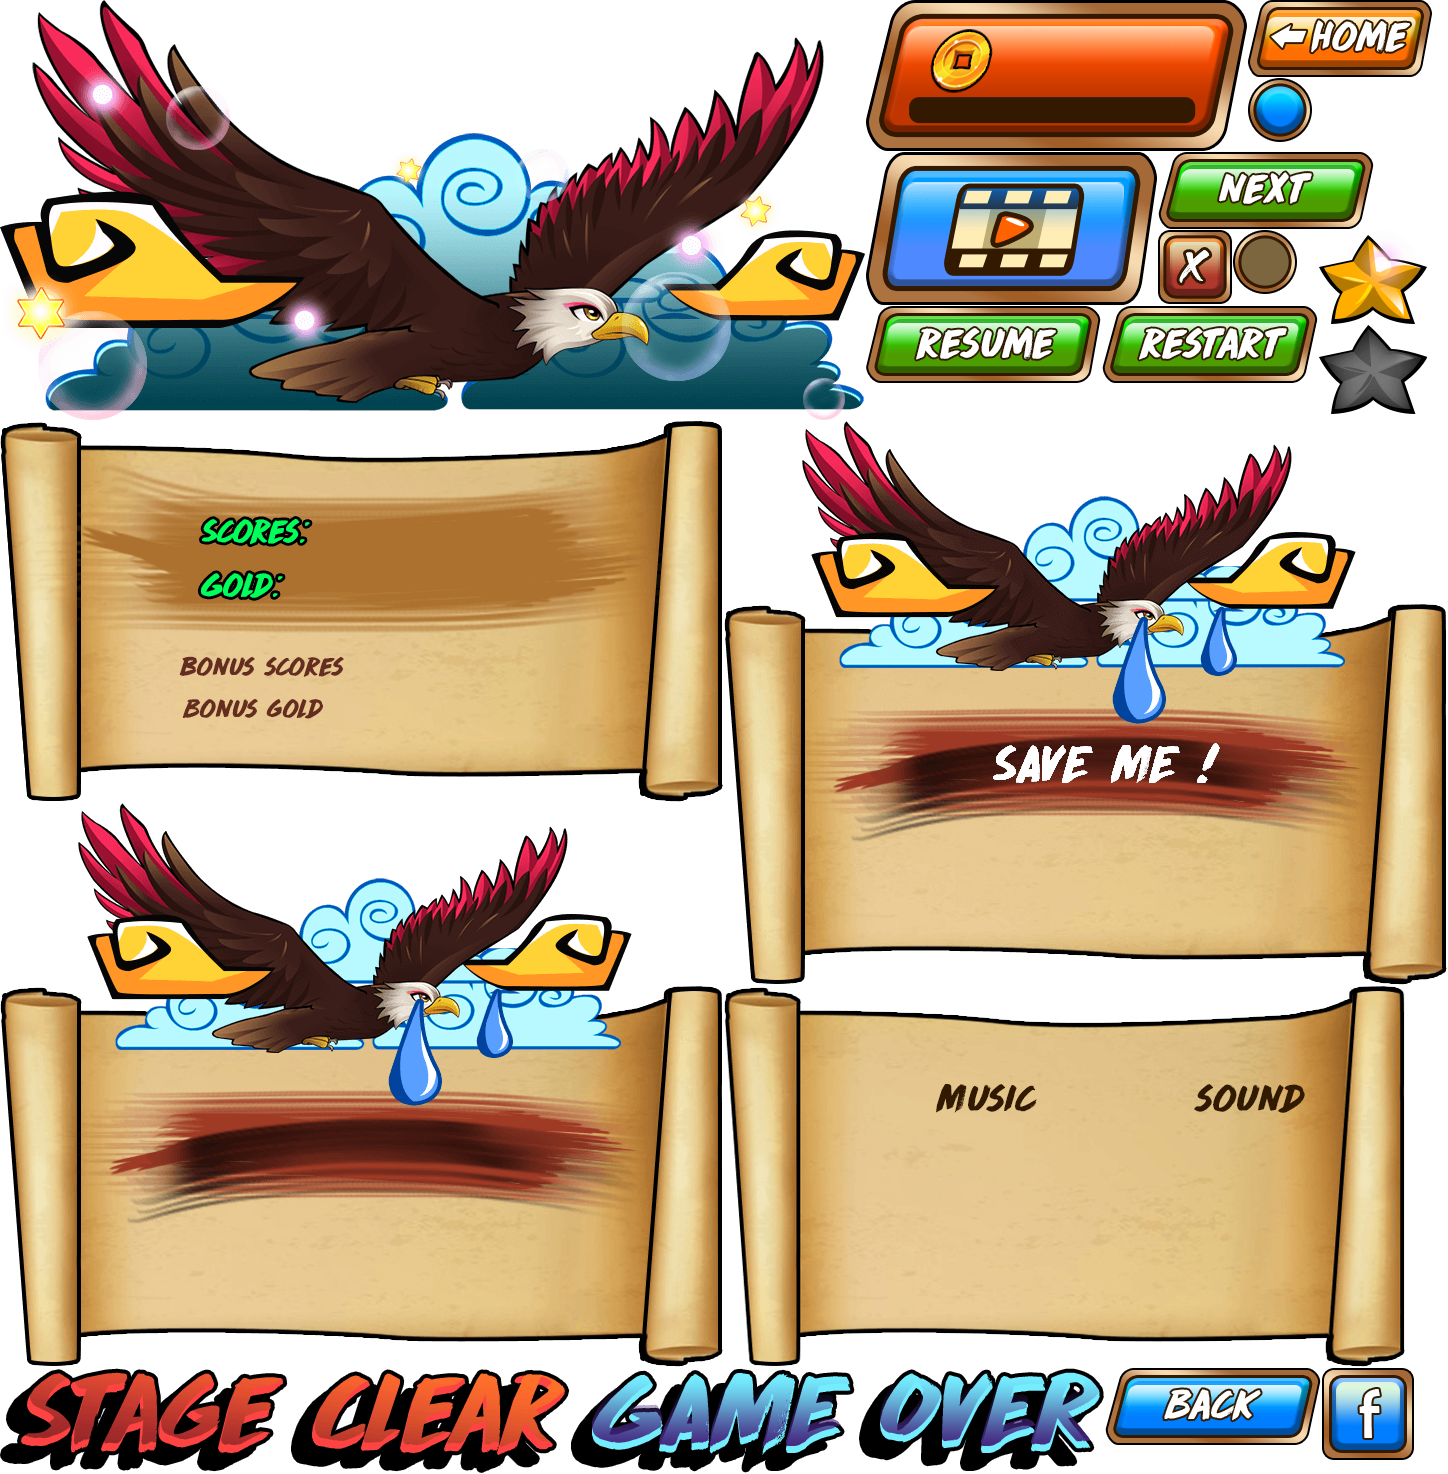 HOME
NEXT
X
RESUME
RESTART
SCORES:
GOLD:
BONUS SCORES
BONUS GOLD
SAVE ME !
MUSIC
SOUND
STAGE CLEAR
GAME OVER
BACK
f